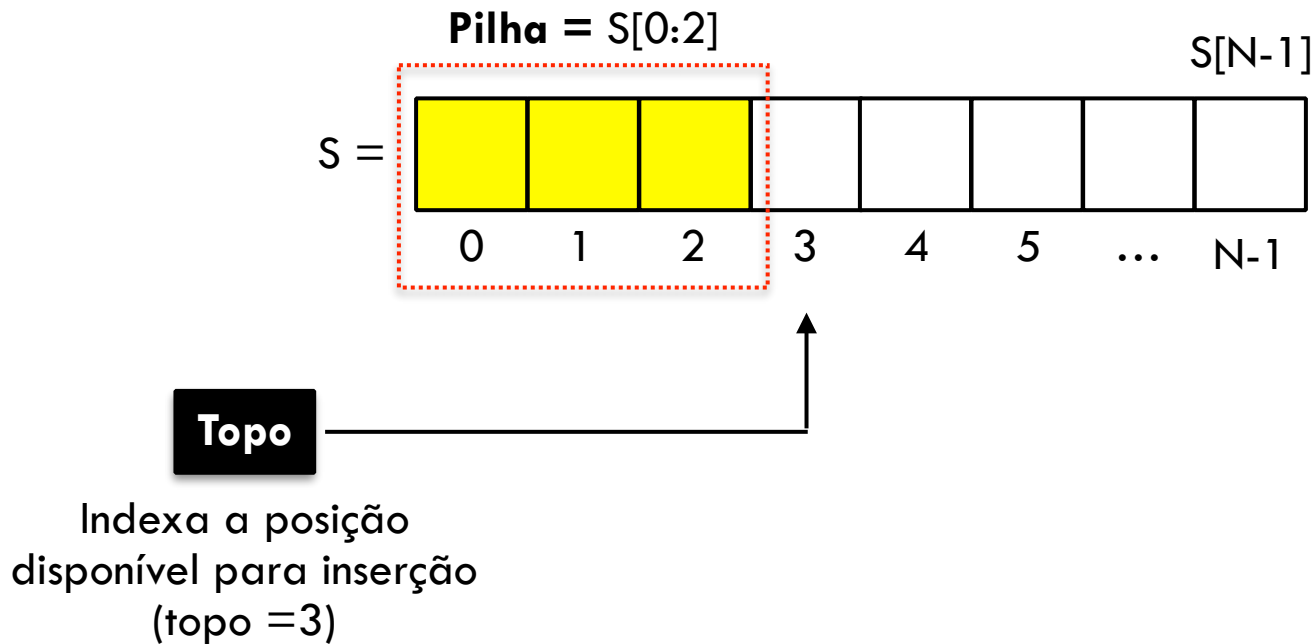 Pilha = S[0:2]
S[N-1]
S =
0 1 2 3 4 5 ... N-1
Topo
Indexa a posição
disponível para inserção
(topo =3)